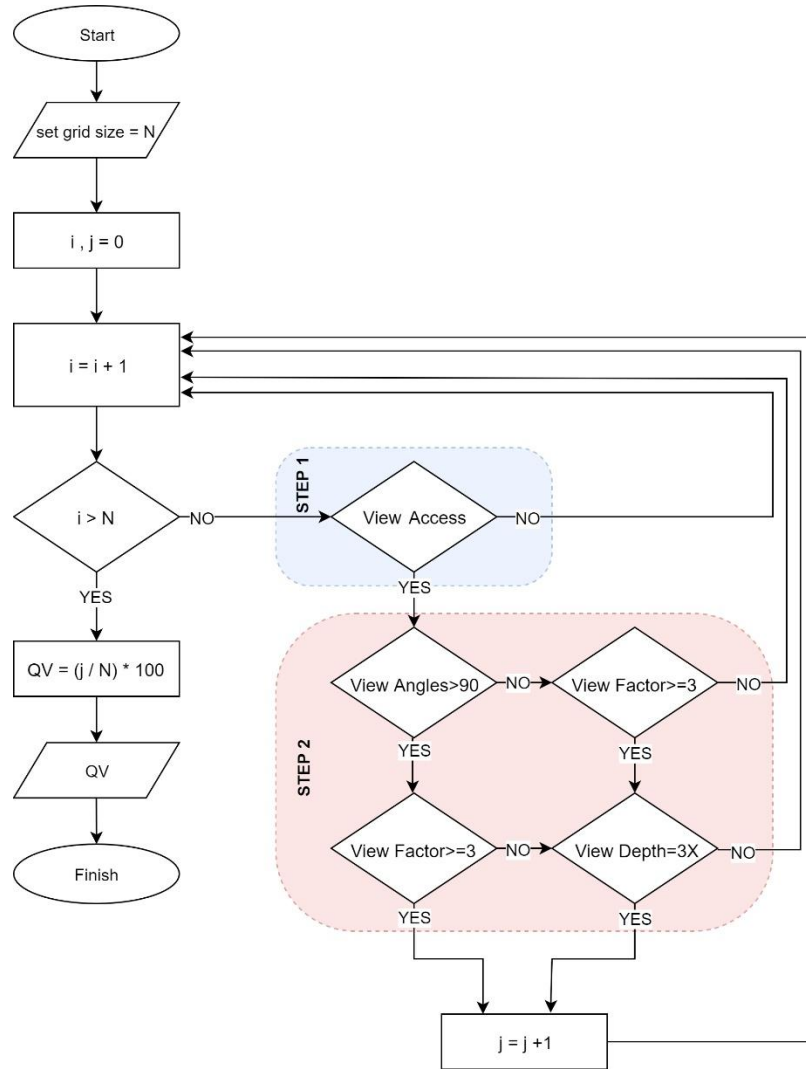 Start
set grid size = N
i , j = 0
i = i + 1
i > N
NO
YES
QV = (j / N) * 100
QV
Finish
STEP 1
View Access
NO
YES
STEP 2
View Angles>90
NO
View Factor>=3
NO
YES
YES
View Factor>=3
NO
View Depth=3X
NO
YES
YES
j = j +1